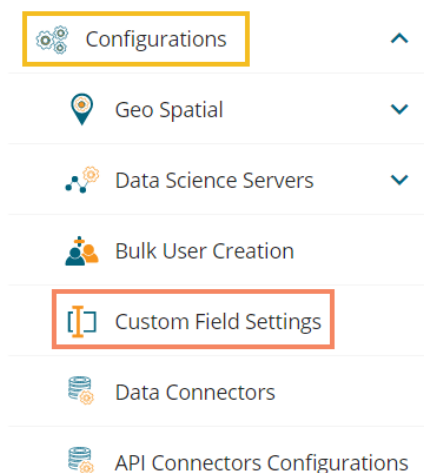 Configurations
Geo Spatial
Data Science Servers
Bulk User Creation
Custom Field Settings
Data Connectors
API Connectors Configurations